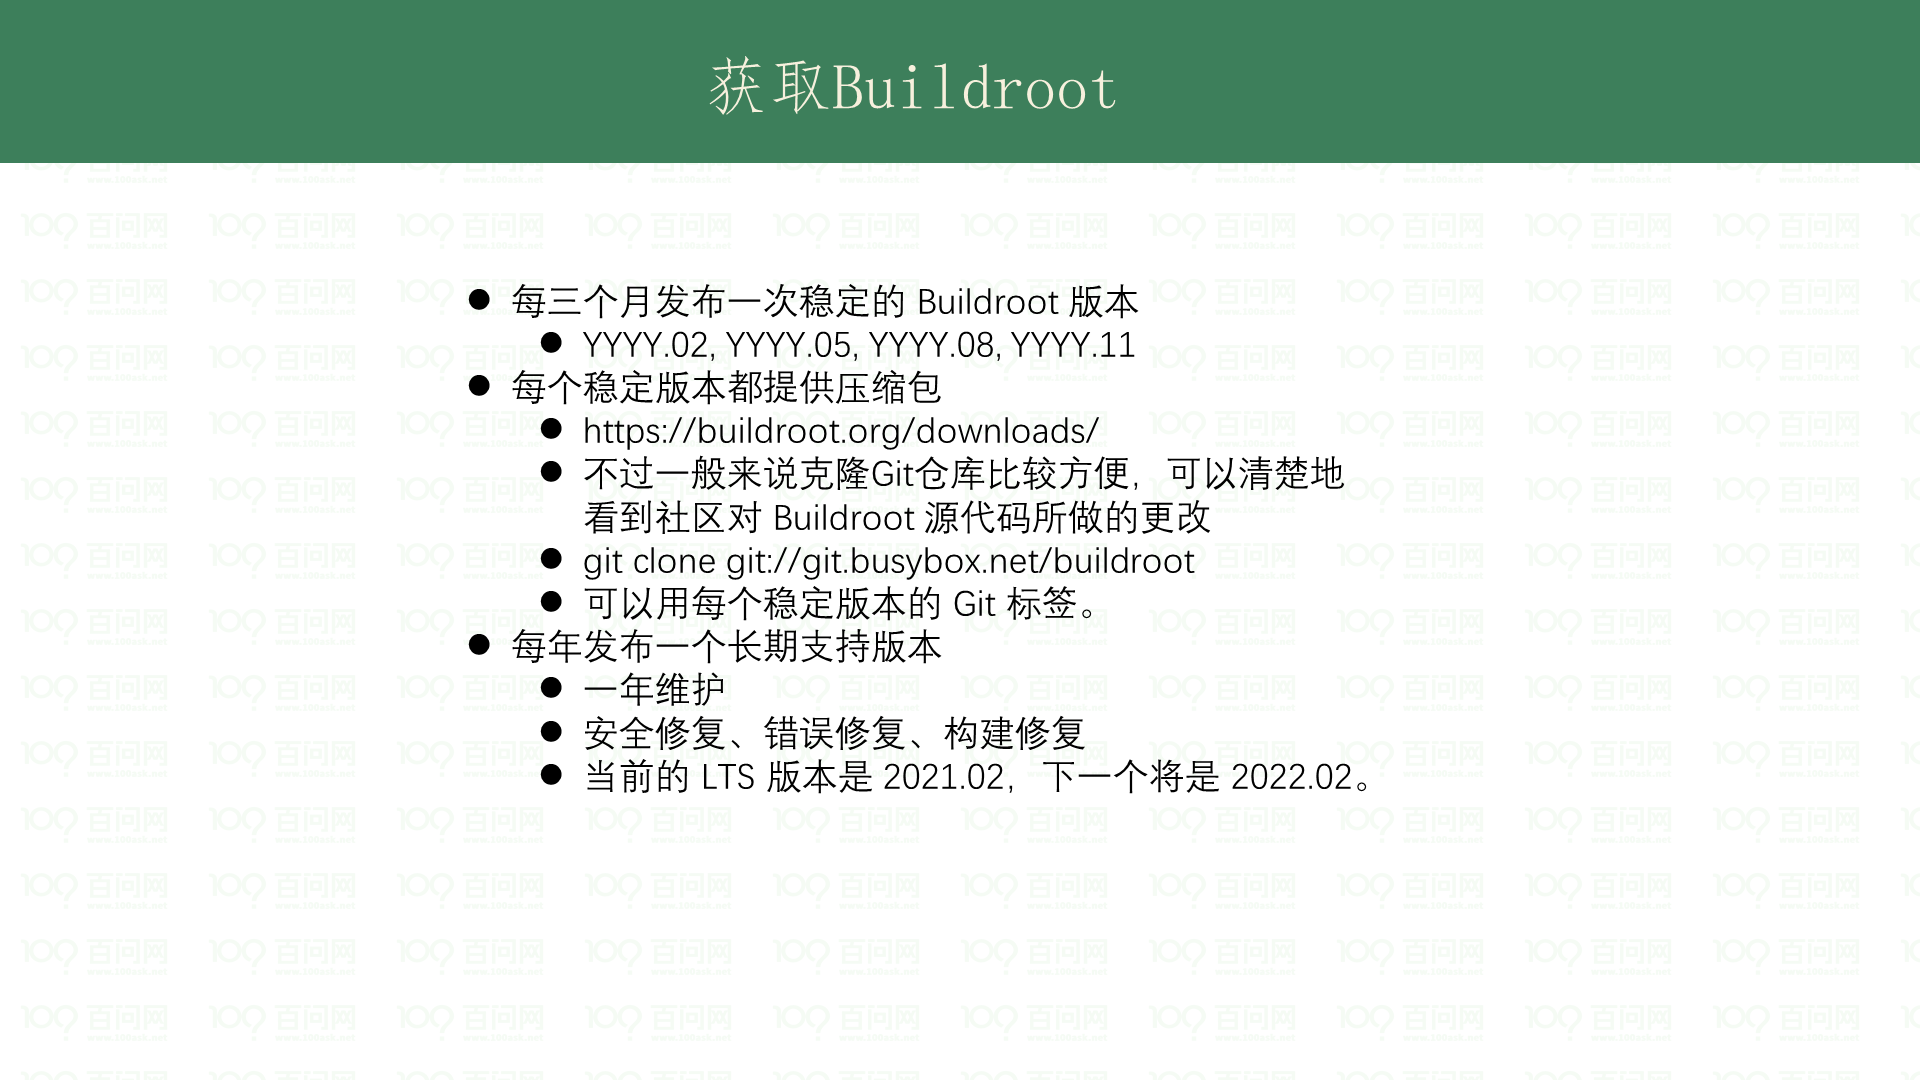 获取Buildroot
● 每三个月发布一次稳定的 Buildroot 版本
● YYYY.02, YYYY.05, YYYY.08, YYYY.11
● 每个稳定版本都提供压缩包
● https://buildroot.org/downloads/
● 不过一般来说克隆Git仓库比较方便，可以清楚地
看到社区对 Buildroot 源代码所做的更改
● git clone git://git.busybox.net/buildroot
● 可以用每个稳定版本的 Git 标签。
● 每年发布一个长期支持版本
● 一年维护
● 安全修复、错误修复、构建修复
● 当前的 LTS 版本是 2021.02，下一个将是 2022.02。